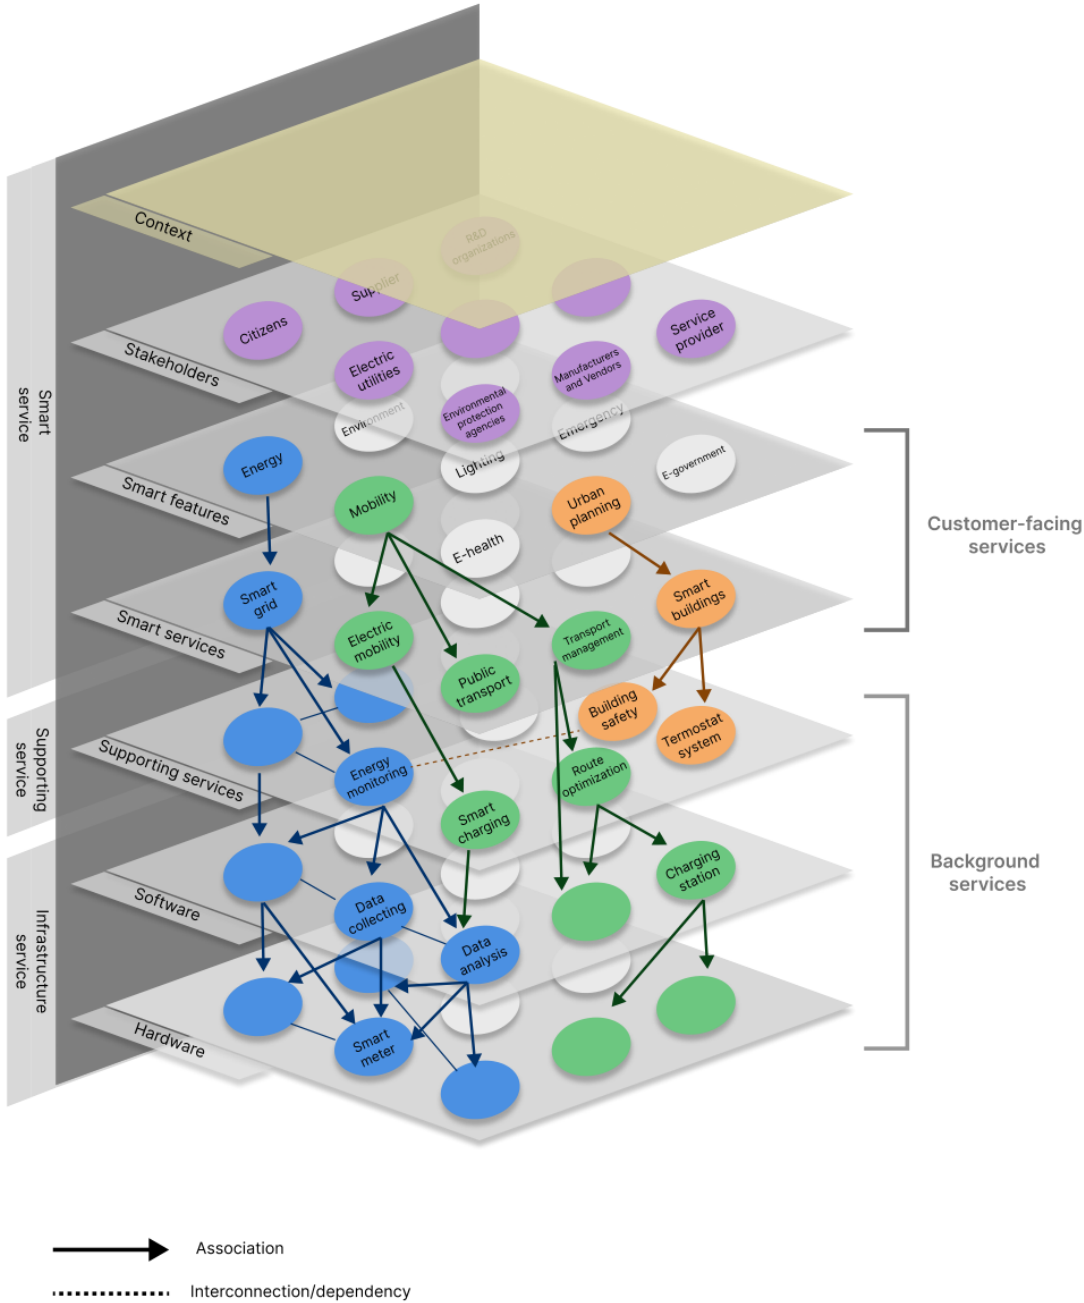 Context
R&D
organizations
Supplier
Citizens
Service
provider
Stakeholders
Electric
utilities
Manufacturers
and Vendors
Environmental
protection
agencies
Environment
Emergency
Smart
service
Energy
Lighting
E-government
Smart features
Mobility
Urban
planning
Customer-facing
services
E-health
Smart
grid
Smart
buildings
Smart services
Electric
mobility
Transport
management
Public
transport
Building
safety
Termostat
system
Supporting
service
Supporting services
Energy
monitoring
Route
optimization
Smart
charging
Background
services
Charging
station
Software
Data
collecting
Data
analysis
Infrastructure
service
Hardware
Smart
meter
Association
Interconnection/dependency